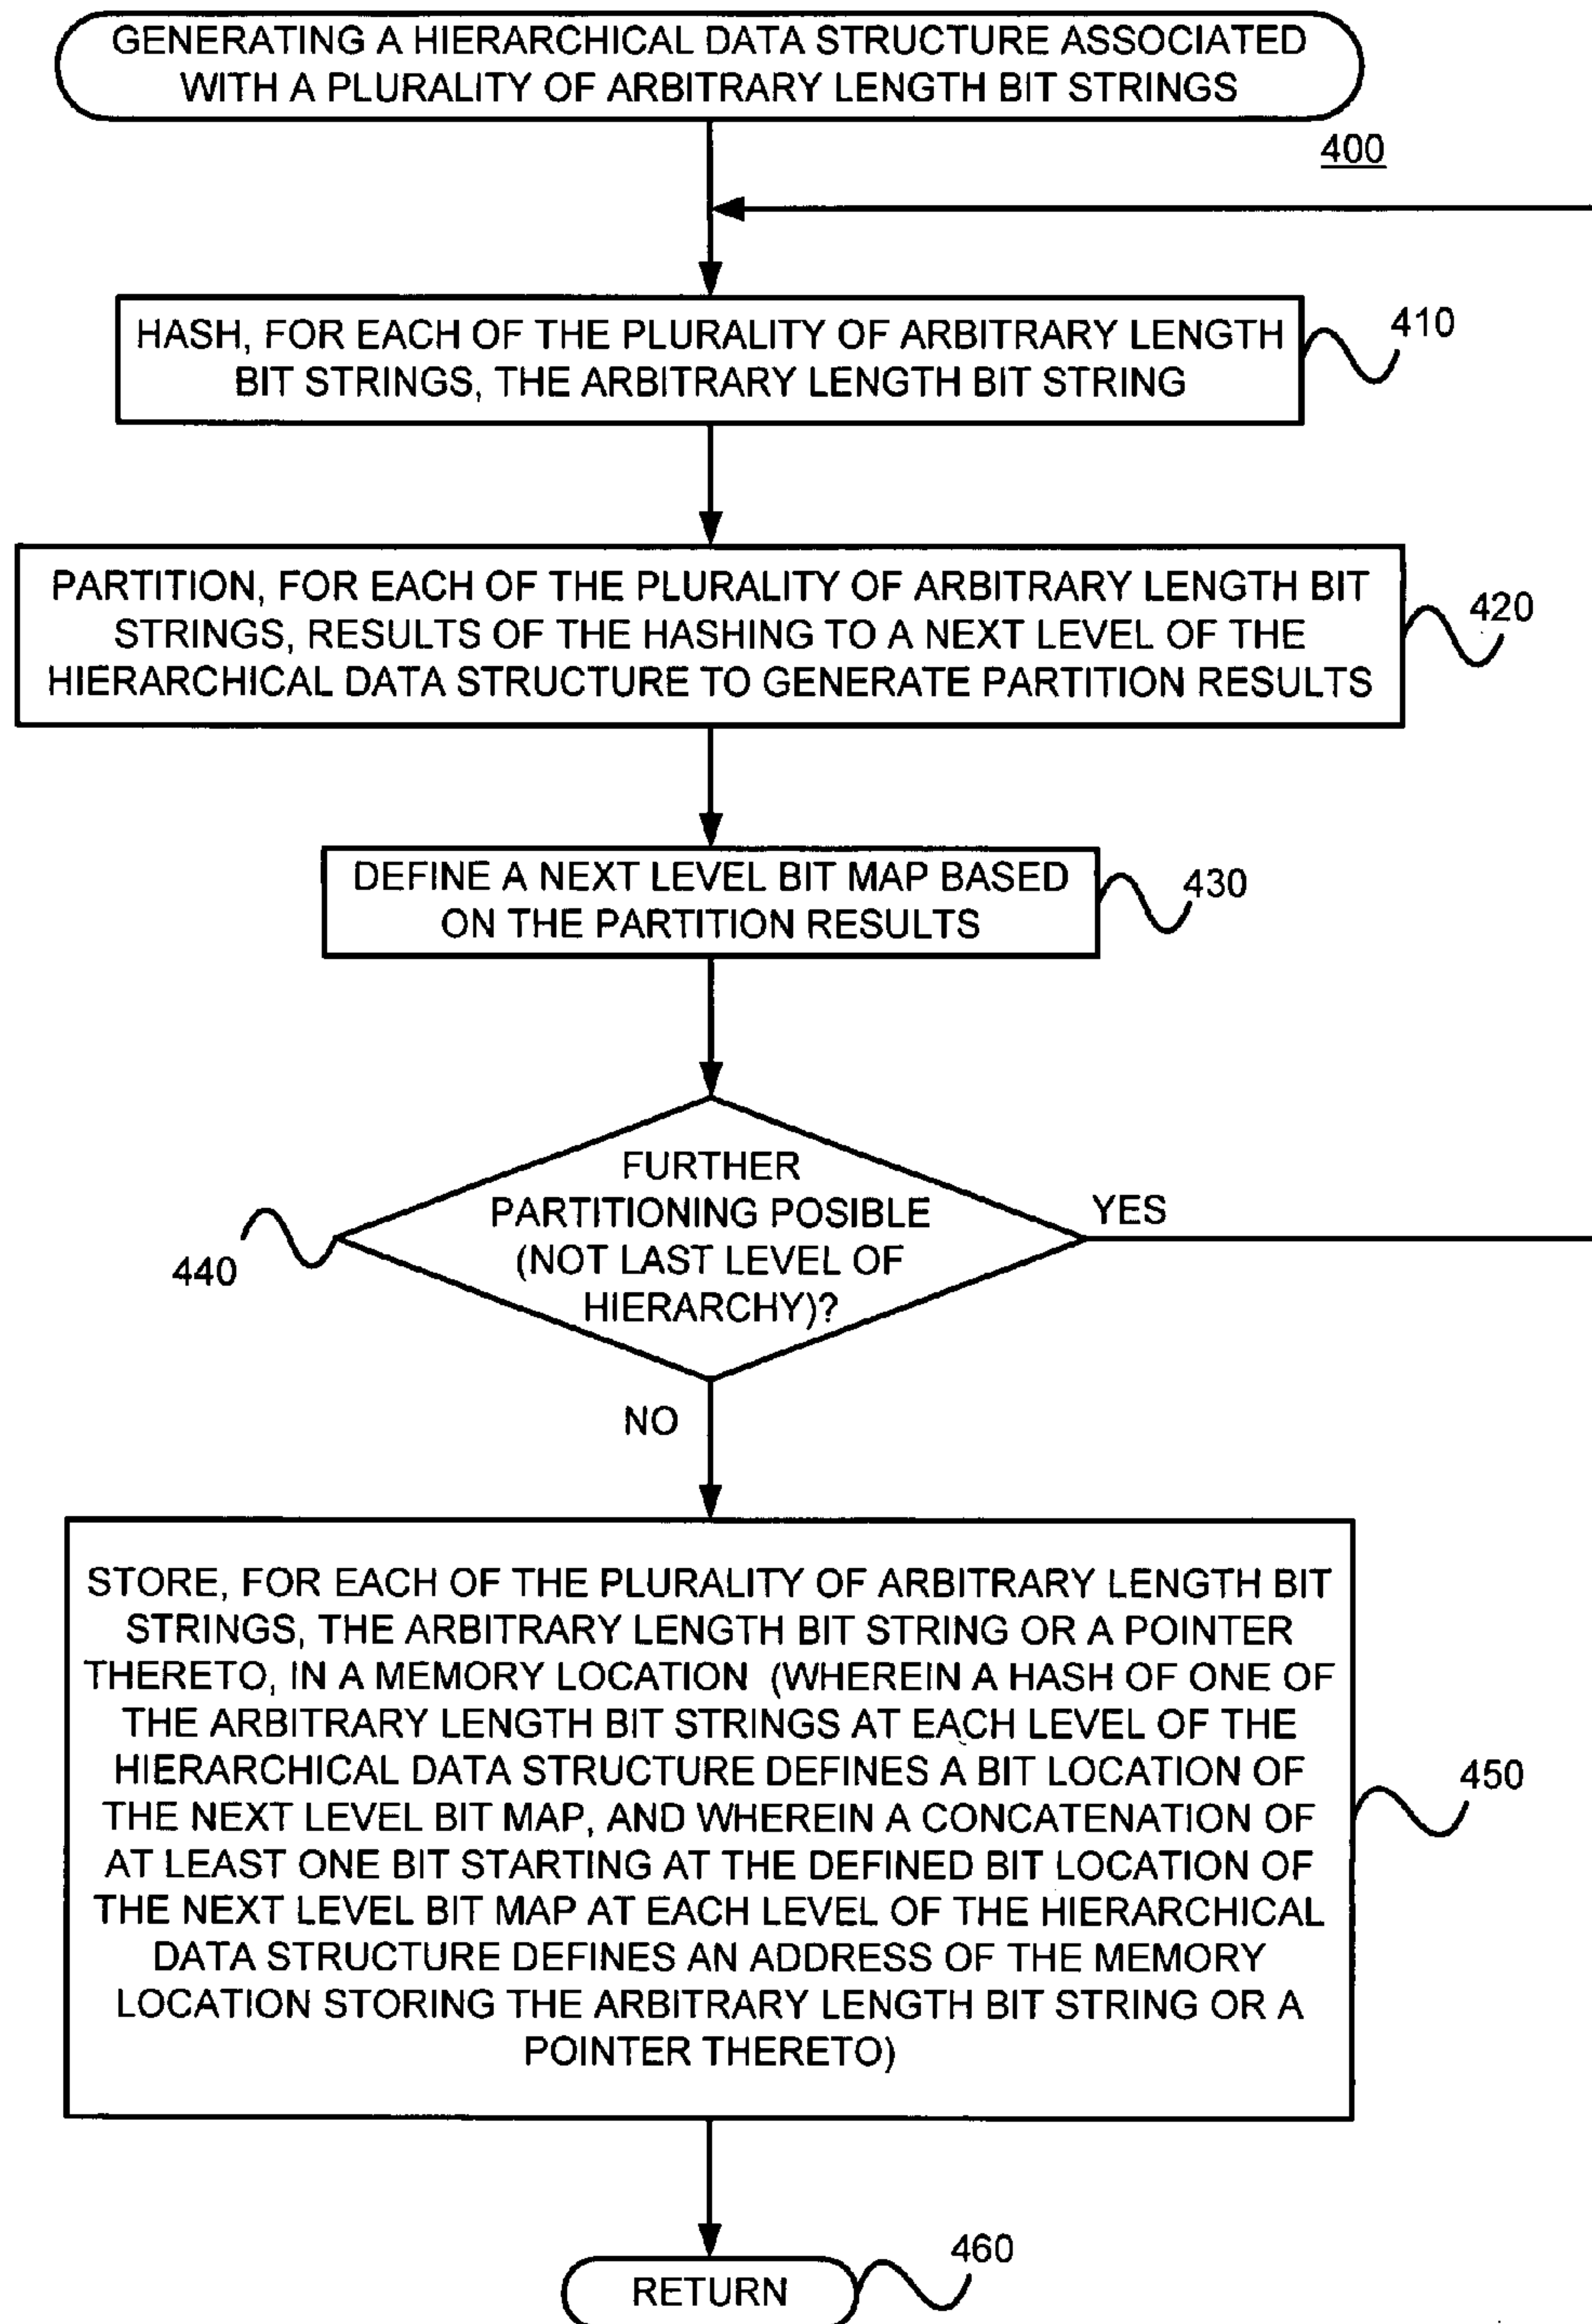 GENERATING A HIERARCHICAL DATA STRUCTURE ASSOCIATED
WITH A PLURALITY OF ARBITRARY LENGTH BIT STRINGS
400
HASH, FOR EACH OF THE PLURALITY OF ARBITRARY LENGTH
BIT STRINGS, THE ARBITRARY LENGTH BIT STRING
410
PARTITION, FOR EACH OF THE PLURALITY OF ARBITRARY LENGTH BIT
STRINGS, RESULTS OF THE HASHING TO A NEXT LEVEL OF THE
HIERARCHICAL DATA STRUCTURE TO GENERATE PARTITION RESULTS
420
DEFINE A NEXT LEVEL BIT MAP BASED
ON THE PARTITION RESULTS
430
FURTHER
PARTITIONING POSIBLE
(NOT LAST LEVEL OF
HIERARCHY)?
YES
440
NO
STORE, FOR EACH OF THE PLURALITY OF ARBITRARY LENGTH BIT
STRINGS, THE ARBITRARY LENGTH BIT STRING OR A POINTER
THERETO, IN A MEMORY LOCATION (WHEREIN A HASH OF ONE OF
THE ARBITRARY LENGTH BIT STRINGS AT EACH LEVEL OF THE
HIERARCHICAL DATA STRUCTURE DEFINES A BIT LOCATION OF
THE NEXT LEVEL BIT MAP, AND WHEREIN A CONCATENATION OF
AT LEAST ONE BIT STARTING AT THE DEFINED BIT LOCATION OF
THE NEXT LEVEL BIT MAP AT EACH LEVEL OF THE HIERARCHICAL
DATA STRUCTURE DEFINES AN ADDRESS OF THE MEMORY
LOCATION STORING THE ARBITRARY LENGTH BIT STRING OR A
POINTER THERETO)
450
RETURN
460